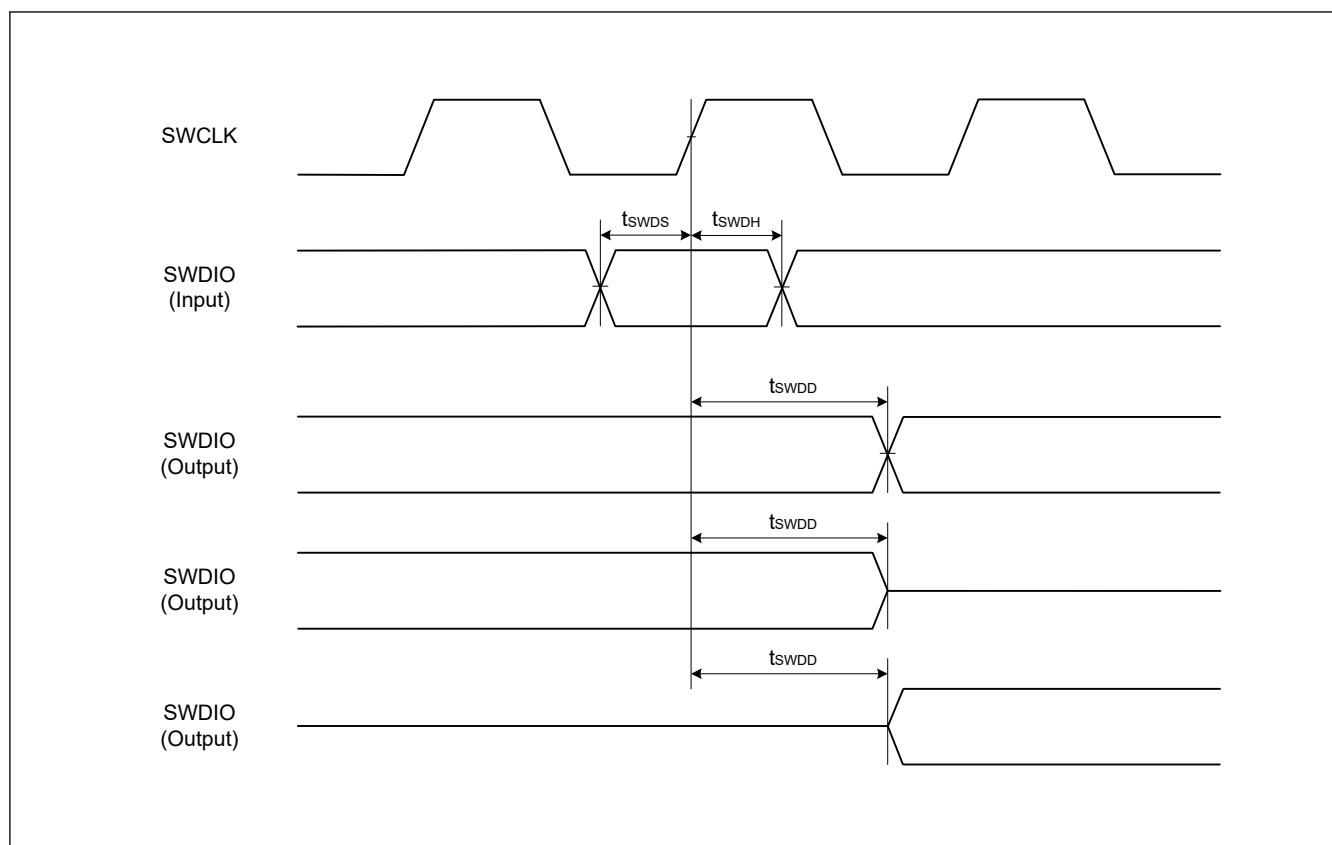 SWCLK
tSWDS
tSWDH
SWDIO
(Input)
tSWDD
SWDIO
(Output)
tSWDD
SWDIO
(Output)
tSWDD
SWDIO
(Output)